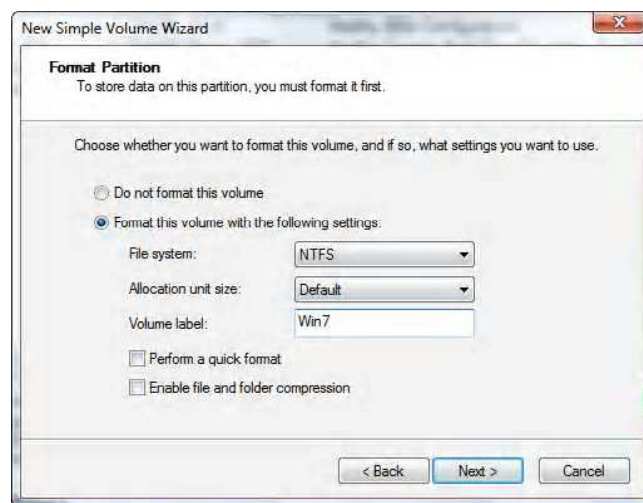 New Simple Volume Wizard
Format Partition
To store data on this partition, you must format it first.
Choose whether you want to format this volume, and if so, what settings you want to use.
Do not format this volume
Format this volume with the following settings:
File system: NTFS
Allocation unit size: Default
Volume label: Win7
Perform a quick format
Enable file and folder compression
< Back Next > Cancel